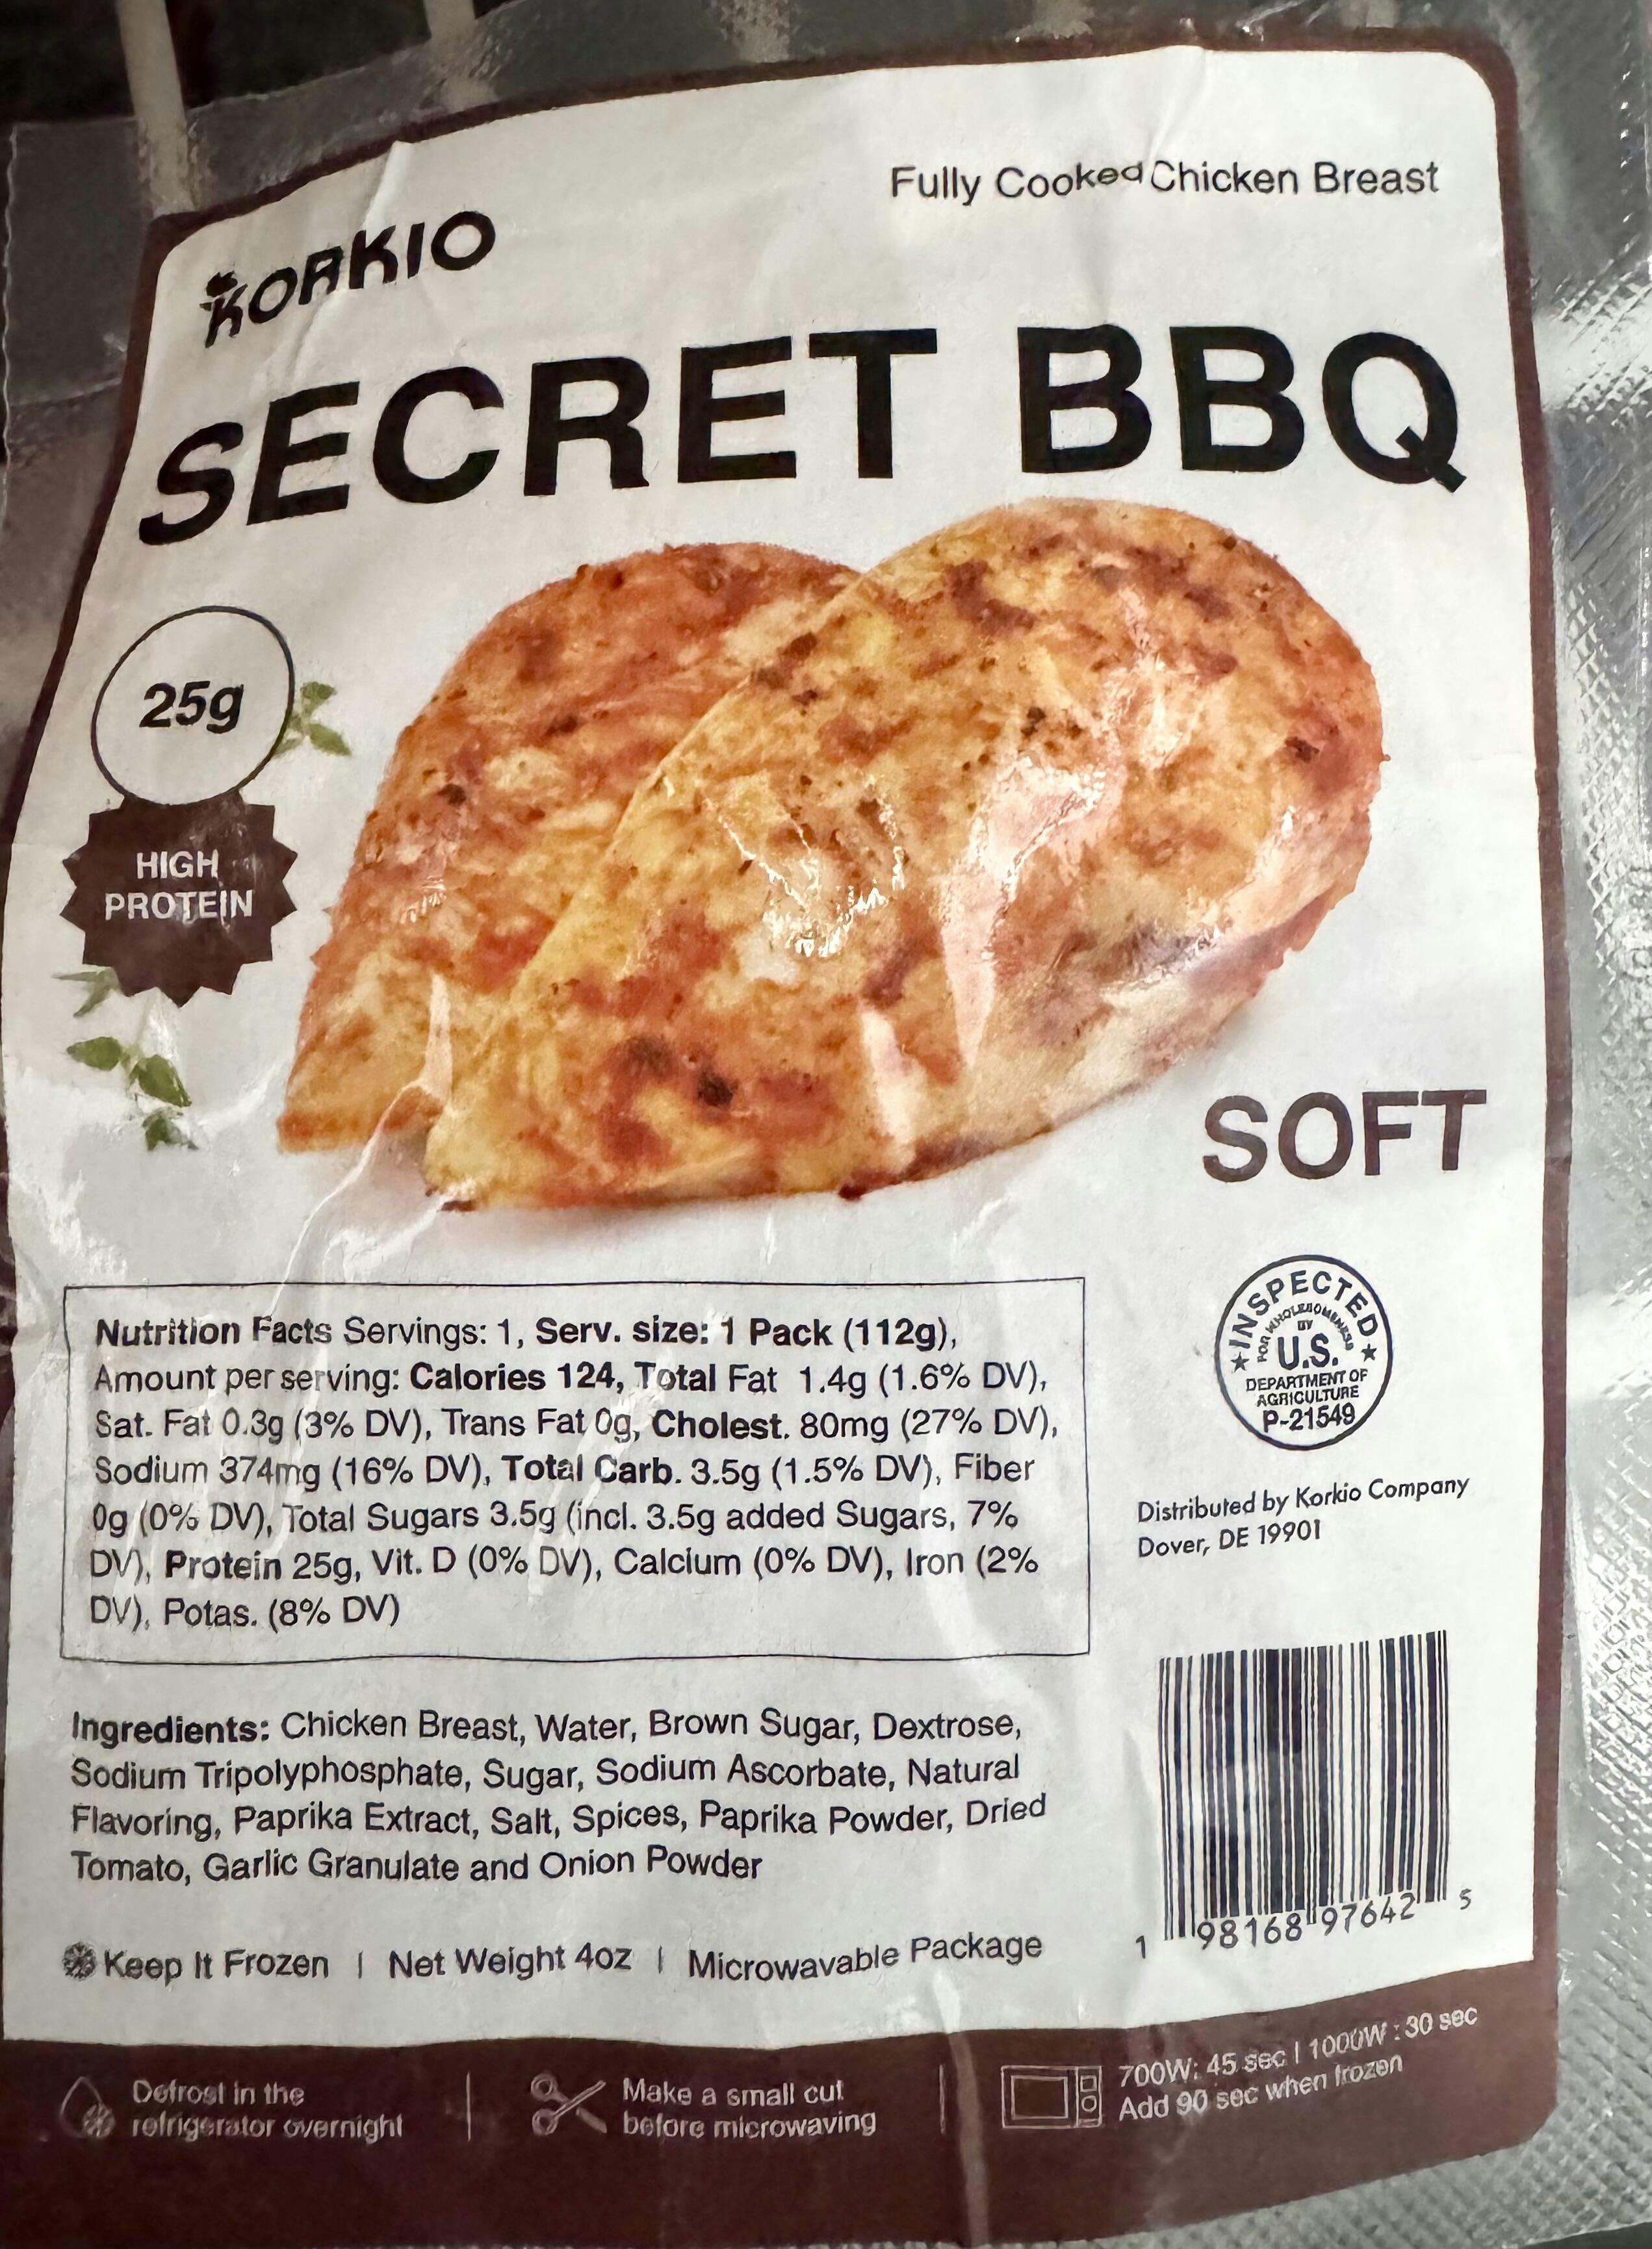 Fully Cooked Chicken Breast
KORKIO
SECRET BBQ
25g
HIGH
PROTEIN
SOFT
Nutrition Facts Servings: 1, Serv. size: 1 Pack (112g),
Amount per serving: Calories 124, Total Fat 1.4g (1.6% DV),
Sat. Fat 0.3g (3% DV), Trans Fat 0g, Cholest. 80mg (27% DV),
Sodium 374mg (16% DV), Total Carb. 3.5g (1.5% DV), Fiber
0g (0% DV), Total Sugars 3.5g (incl. 3.5g added Sugars, 7%
DV), Protein 25g, Vit. D (0% DV), Calcium (0% DV), Iron (2%
DV), Potas. (8% DV)
INSPECTED
FOR WHOLESOMENESS
BY
U.S.
DEPARTMENT OF
AGRICULTURE
P-21549
Distributed by Korkio Company
Dover, DE 19901
Ingredients: Chicken Breast, Water, Brown Sugar, Dextrose,
Sodium Tripolyphosphate, Sugar, Sodium Ascorbate, Natural
Flavoring, Paprika Extract, Salt, Spices, Paprika Powder, Dried
Tomato, Garlic Granulate and Onion Powder
1 98168 97642 5
Keep It Frozen | Net Weight 4oz | Microwavable Package
Defrost in the
refrigerator overnight
Make a small cut
before microwaving
700W: 45 sec | 1000W : 30 sec
Add 90 sec when frozen